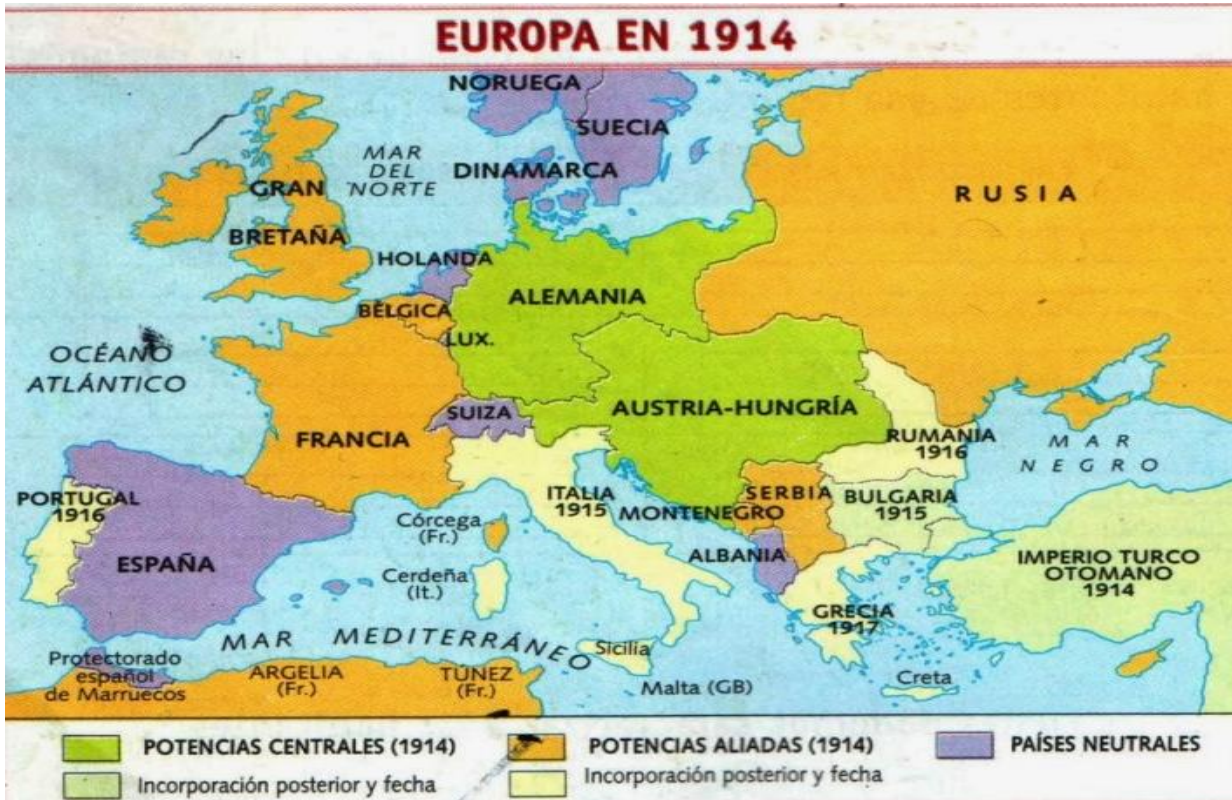 EUROPA EN 1914
NORUEGA
SUECIA
MAR
DEL
NORTE
DINAMARCA
RUSIA
GRAN
BRETAÑA
HOLANDA
ALEMANIA
BÉLGICA
LUX.
OCÉANO
ATLÁNTICO
SUIZA
AUSTRIA-HUNGRÍA
FRANCIA
RUMANIA
1916
MAR
NEGRO
PORTUGAL
1916
ITALIA
1915
SERBIA
BULGARIA
1915
MONTENEGRO
Córcega
(Fr.)
ESPAÑA
ALBANIA
IMPERIO TURCO
OTOMANO
1914
Cerdeña
(It.)
GRECIA
1917
MAR MEDITERRÁNEO
Sicilia
Protectorado
español
de Marruecos
ARGELIA
(Fr.)
TÚNEZ
(Fr.)
Malta (GB)
Creta
POTENCIAS CENTRALES (1914)
Incorporación posterior y fecha
POTENCIAS ALIADAS (1914)
Incorporación posterior y fecha
PAÍSES NEUTRALES